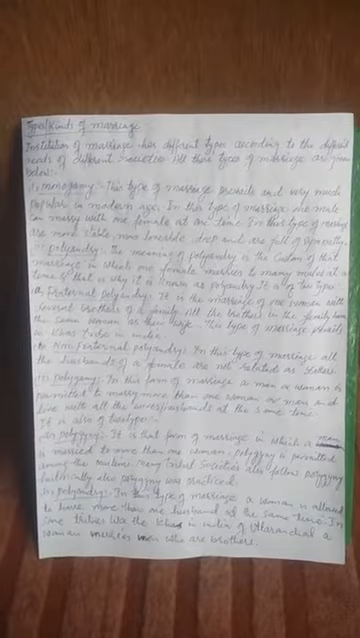 Types/Kinds of marriage
Institution of marriage has different types according to the different
needs of different societies. All these types of marriage are given
below:-
monogamy:- This type of marriage prevails and very much
popular in modern age. In this type of marriage one male
can marry with one female at one time. In this type of marriage
are more stable, more loveable, deep and are full of sympathy.
polyandry:- the meaning of polyandry is the custom of that
marriage in which one female marries to many males at a
time & that is why it is known as polyandry. It is of two types:-
a) Fraternal polyandry: It is the marriage of one women with
several brothers of a family. All the brothers in the family have
the same woman as their wife. This type of marriage prevails
in Khas tribe in india.
b) Non-Fraternal polyandry: In this type of marriage all
the husbands of a female are not related as brothers.
polygamy: In this form of marriage a man or woman is
permitted to marry more than one woman or man and
live with all the wives/husbands at the same time.
It is also of two types:-
polygyny: It is that form of marriage in which a man
is married to more than one woman. polygyny is permitted
among the muslims. many tribal societies also follow polygyny
historically also polygyny was practiced.
polyandry: In this type of marriage a woman is allowed
to have more than one husband at the same time. In
some tribes like the Khas in india of Uttaranchal a
woman marries men who are brothers.